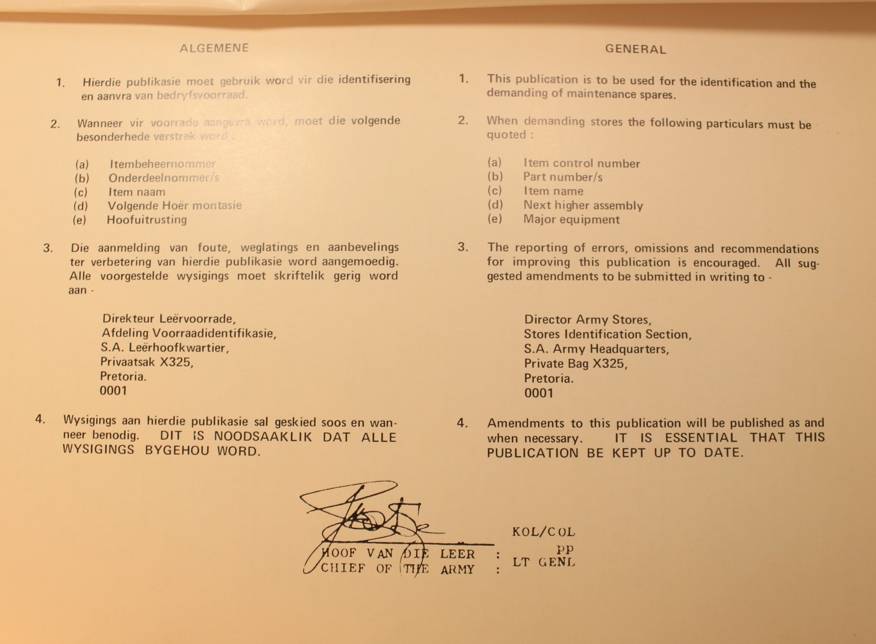 ALGEMENE
1. Hierdie publikasie moet gebruik word vir die identifisering
en aanvra van bedryfsvoorraad.
2. Wanneer vir voorrade aangevra word, moet die volgende
besonderhede verstrek word :
(a) Itembeheernommer
(b) Onderdeelnommer/s
(c) Item naam
(d) Volgende Hoër montasie
(e) Hoofuitrusting
3. Die aanmelding van foute, weglatings en aanbevelings
ter verbetering van hierdie publikasie word aangemoedig.
Alle voorgestelde wysigings moet skriftelik gerig word
aan -
Direkteur Leërvoorrade,
Afdeling Voorraadidentifikasie,
S.A. Leërhoofkwartier,
Privaatsak X325,
Pretoria.
0001
4. Wysigings aan hierdie publikasie sal geskied soos en wan-
neer benodig. DIT IS NOODSAAKLIK DAT ALLE
WYSIGINGS BYGEHOU WORD.
GENERAL
1. This publication is to be used for the identification and the
demanding of maintenance spares.
2. When demanding stores the following particulars must be
quoted :
(a) Item control number
(b) Part number/s
(c) Item name
(d) Next higher assembly
(e) Major equipment
3. The reporting of errors, omissions and recommendations
for improving this publication is encouraged. All sug-
gested amendments to be submitted in writing to -
Director Army Stores,
Stores Identification Section,
S.A. Army Headquarters,
Private Bag X325,
Pretoria.
0001
4. Amendments to this publication will be published as and
when necessary. IT IS ESSENTIAL THAT THIS
PUBLICATION BE KEPT UP TO DATE.
KOL/COL
HOOF VAN DIE LEER : PP
CHIEF OF THE ARMY : LT GENL